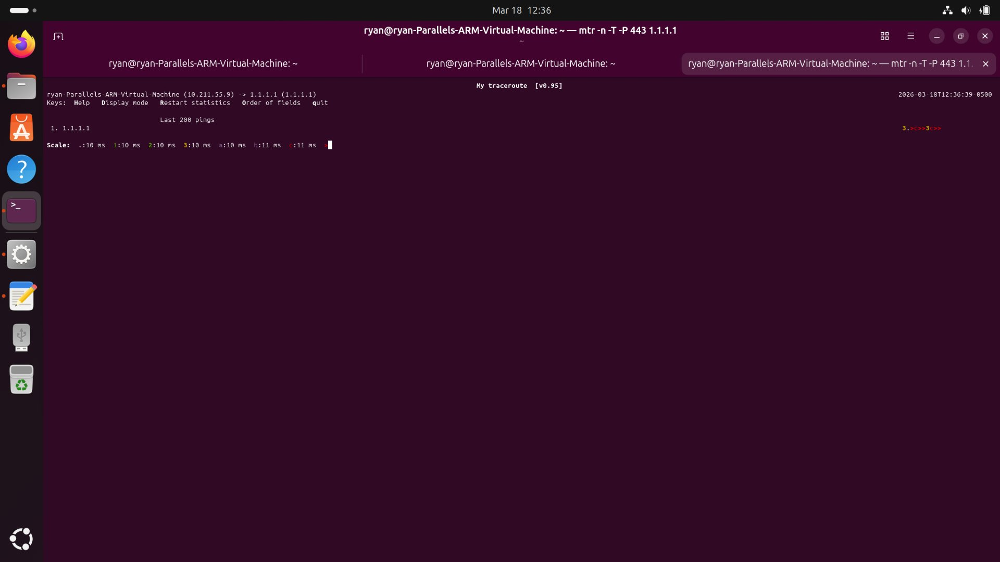 Mar 18 12:36
ryan@ryan-Parallels-ARM-Virtual-Machine: ~ — mtr -n -T -P 443 1.1.1.1
~
ryan@ryan-Parallels-ARM-Virtual-Machine: ~
ryan@ryan-Parallels-ARM-Virtual-Machine: ~
ryan@ryan-Parallels-ARM-Virtual-Machine: ~ — mtr -n -T -P 443 1.1.
My traceroute [v0.95]
ryan-Parallels-ARM-Virtual-Machine (10.211.55.9) -> 1.1.1.1 (1.1.1.1)
2026-03-18T12:36:39-0500
Keys: Help Display mode Restart statistics Order of fields quit
Last 200 pings
1. 1.1.1.1
3.>c>>3c>>
Scale: .:10 ms 1:10 ms 2:10 ms 3:10 ms a:10 ms b:11 ms c:11 ms >